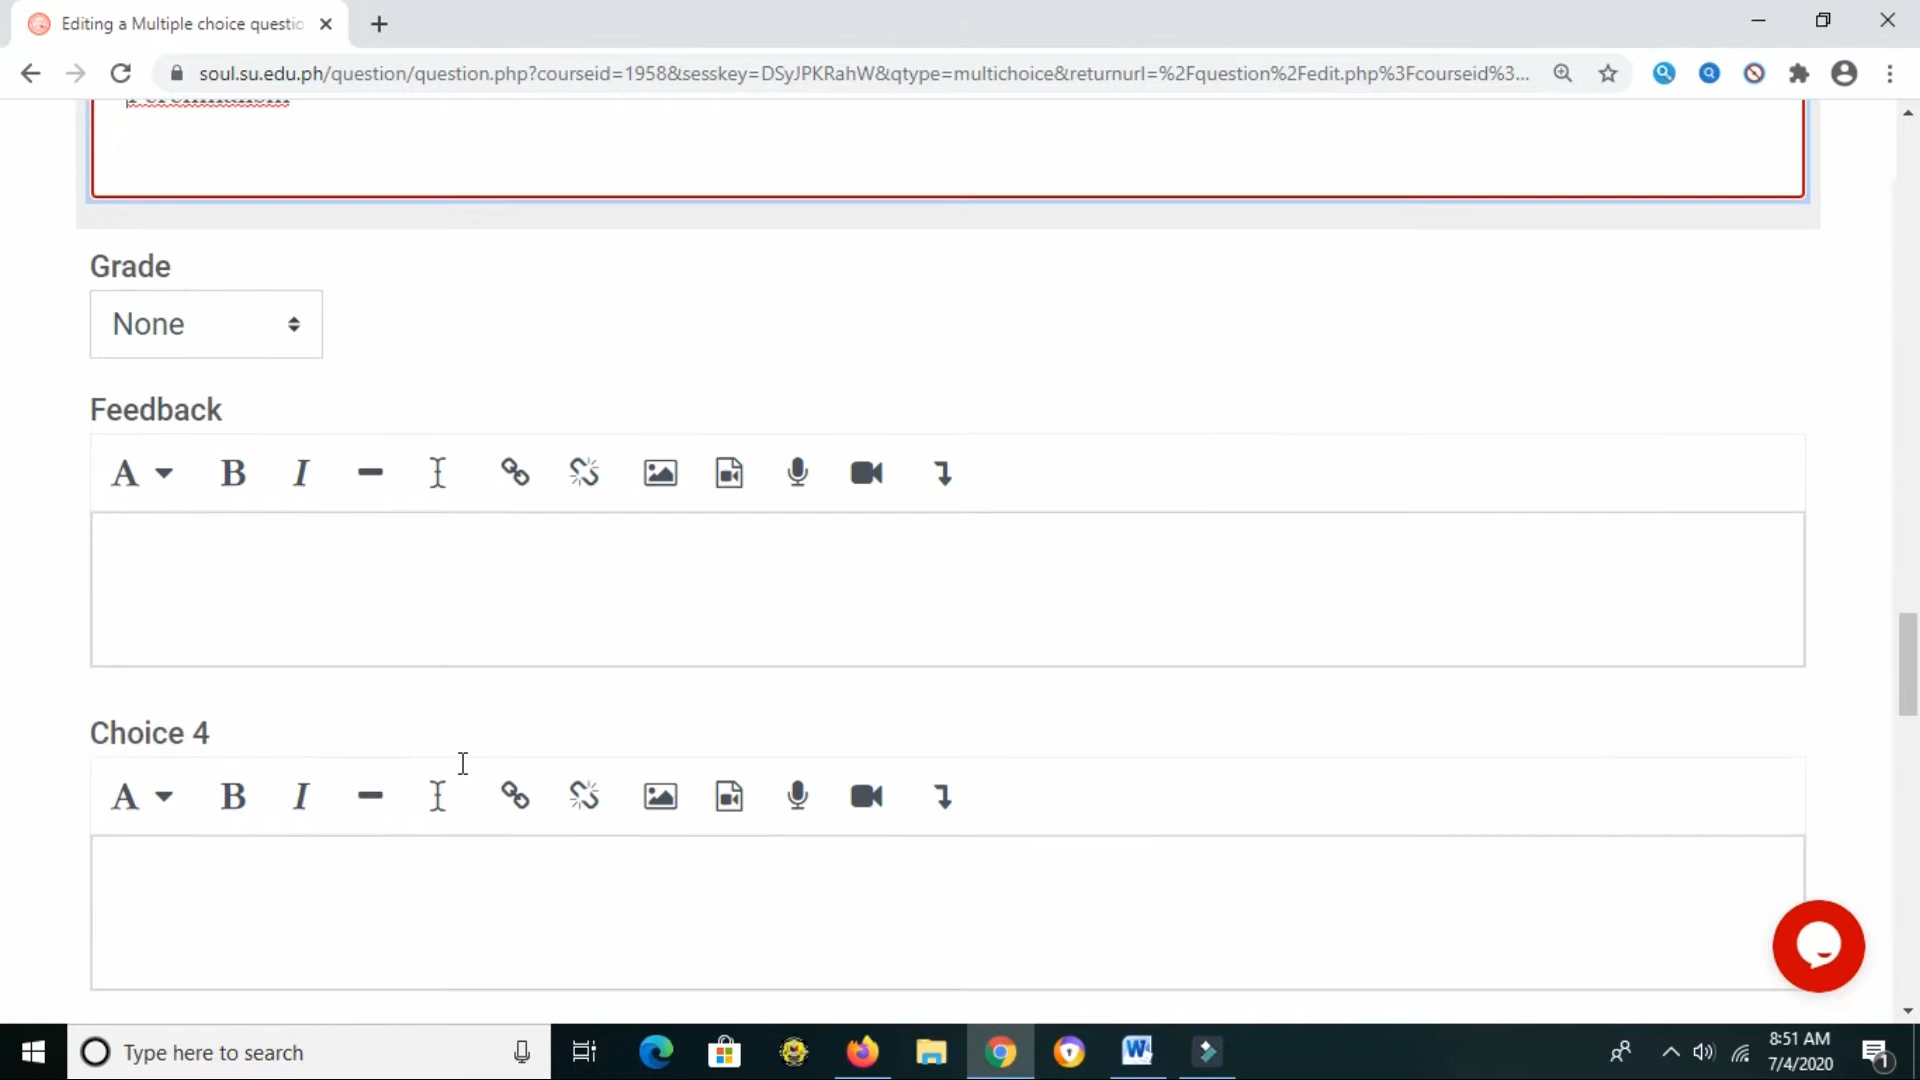 Editing a Multiple choice questio
soul.su.edu.ph/question/question.php?courseid=1958&sesskey=DSyJPKRahW&qtype=multichoice&returnurl=%2Fquestion%2Fedit.php%3Fcourseid%3...
Grade
None
Feedback
A B I
Choice 4
A B I
Type here to search
8:51 AM
7/4/2020
1